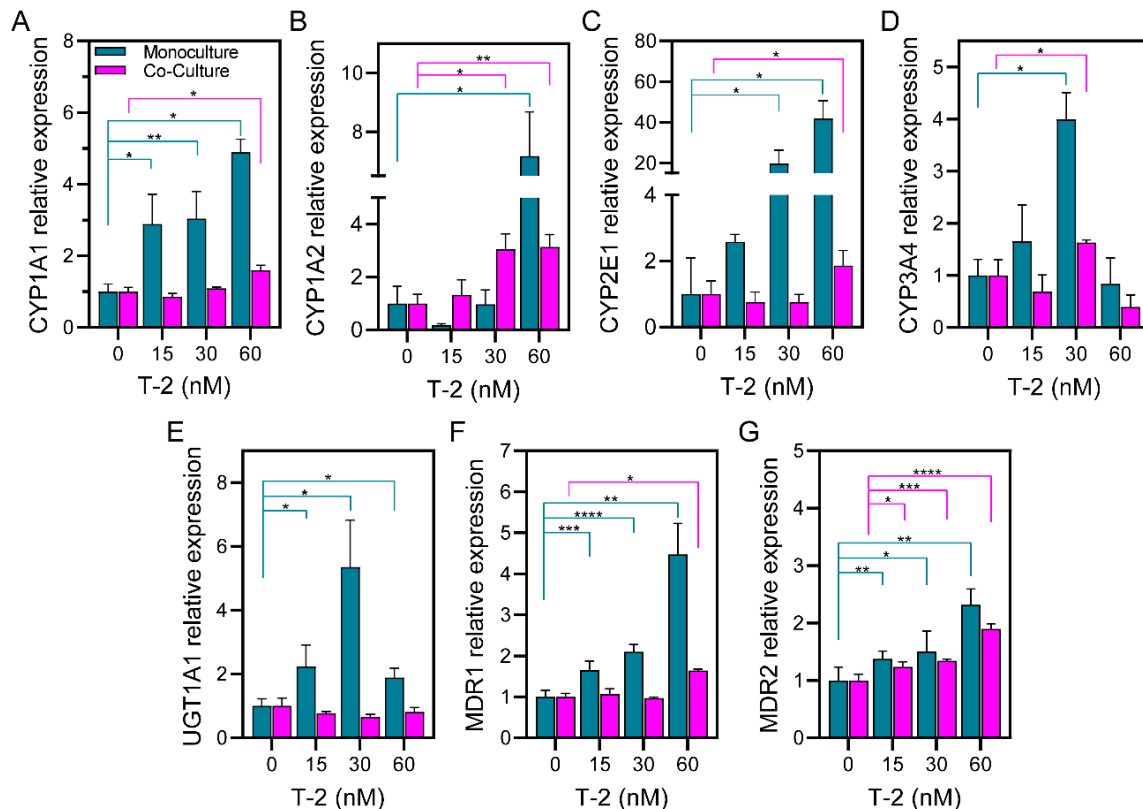 A
CYP1A1 relative expression
8
6
4
2
0
Monoculture
Co-Culture
*
*
**
*
0 15 30 60
T-2 (nM)
B
CYP1A2 relative expression
10
8
6
4
2
0
**
*
*
0 15 30 60
T-2 (nM)
C
CYP2E1 relative expression
80
60
40
20
2
0
*
*
*
0 15 30 60
T-2 (nM)
D
CYP3A4 relative expression
5
4
3
2
1
0
*
*
0 15 30 60
T-2 (nM)
E
UGT1A1 relative expression
8
6
4
2
0
*
*
*
0 15 30 60
T-2 (nM)
F
MDR1 relative expression
7
6
5
4
3
2
1
0
*
**
****
***
0 15 30 60
T-2 (nM)
G
MDR2 relative expression
5
4
3
2
1
0
****
***
*
**
*
**
0 15 30 60
T-2 (nM)